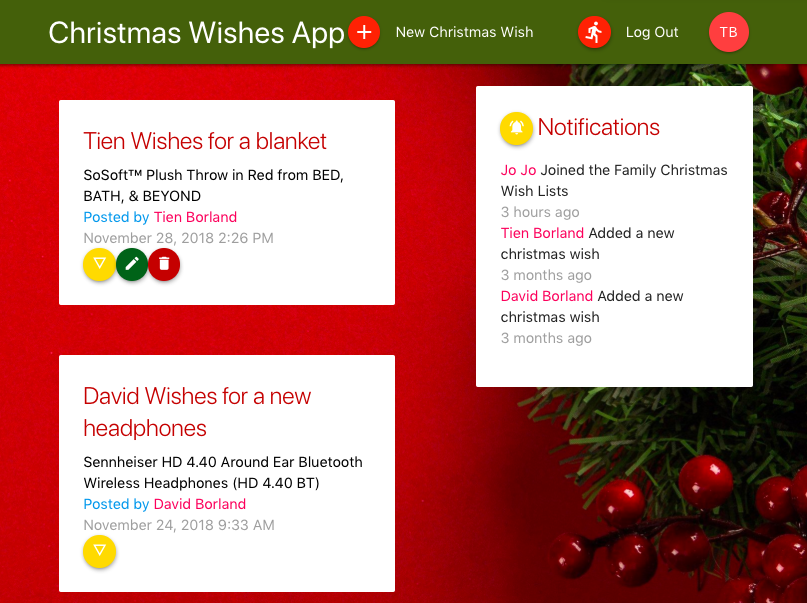 Christmas Wishes App
New Christmas Wish
Log Out
TB
Tien Wishes for a blanket
SoSoft™ Plush Throw in Red from BED,
BATH, & BEYOND
Posted by Tien Borland
November 28, 2018 2:26 PM
David Wishes for a new
headphones
Sennheiser HD 4.40 Around Ear Bluetooth
Wireless Headphones (HD 4.40 BT)
Posted by David Borland
November 24, 2018 9:33 AM
Notifications
Jo Jo Joined the Family Christmas
Wish Lists
3 hours ago
Tien Borland Added a new
christmas wish
3 months ago
David Borland Added a new
christmas wish
3 months ago